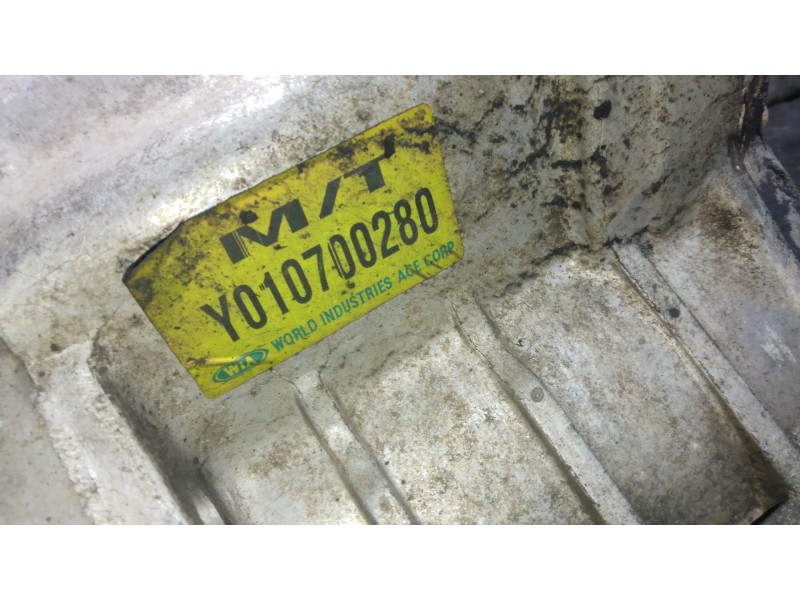 M/T
Y010700280
WIA WORLD INDUSTRIES ACE CORP